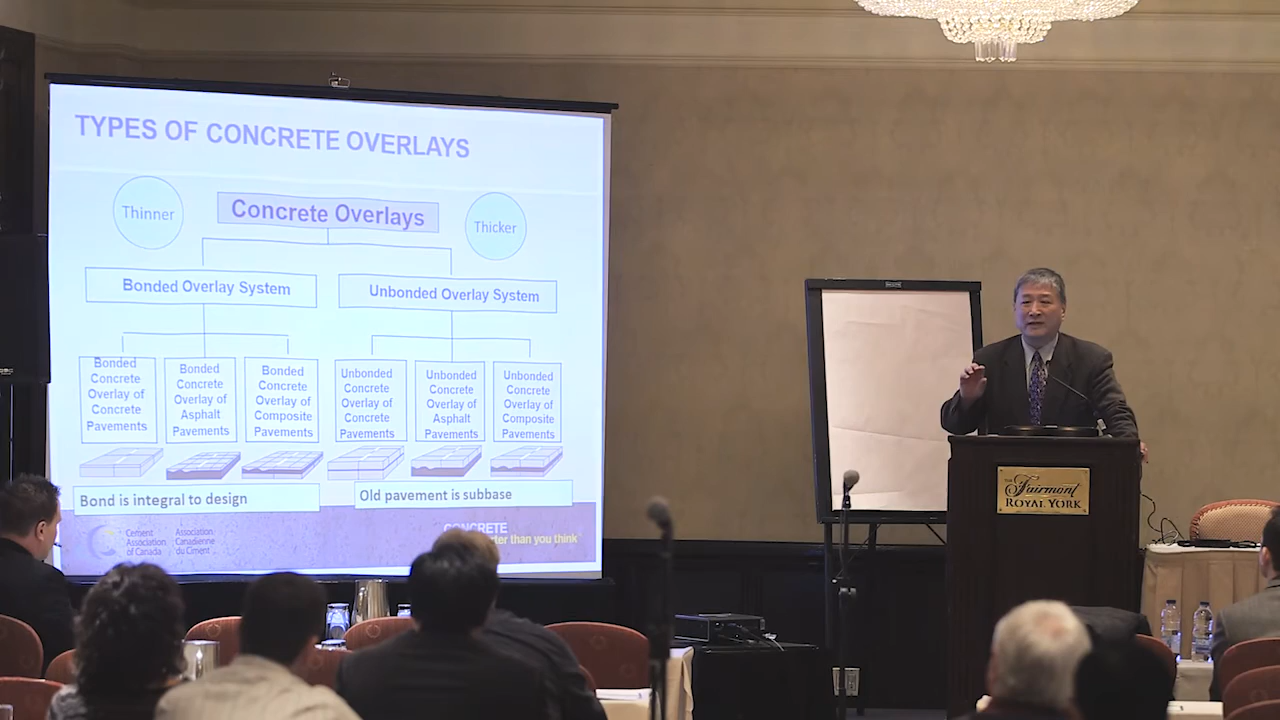 TYPES OF CONCRETE OVERLAYS
Thinner
Concrete Overlays
Thicker
Bonded Overlay System
Unbonded Overlay System
Bonded
Concrete
Overlay of
Concrete
Pavements
Bonded
Concrete
Overlay of
Asphalt
Pavements
Bonded
Concrete
Overlay of
Composite
Pavements
Unbonded
Concrete
Overlay of
Concrete
Pavements
Unbonded
Concrete
Overlay of
Asphalt
Pavements
Unbonded
Concrete
Overlay of
Composite
Pavements
Bond is integral to design
Old pavement is subbase
Cement
Association
of Canada
Association
Canadienne
du Ciment
CONCRETE
than you think
THE
Fairmont
ROYAL YORK